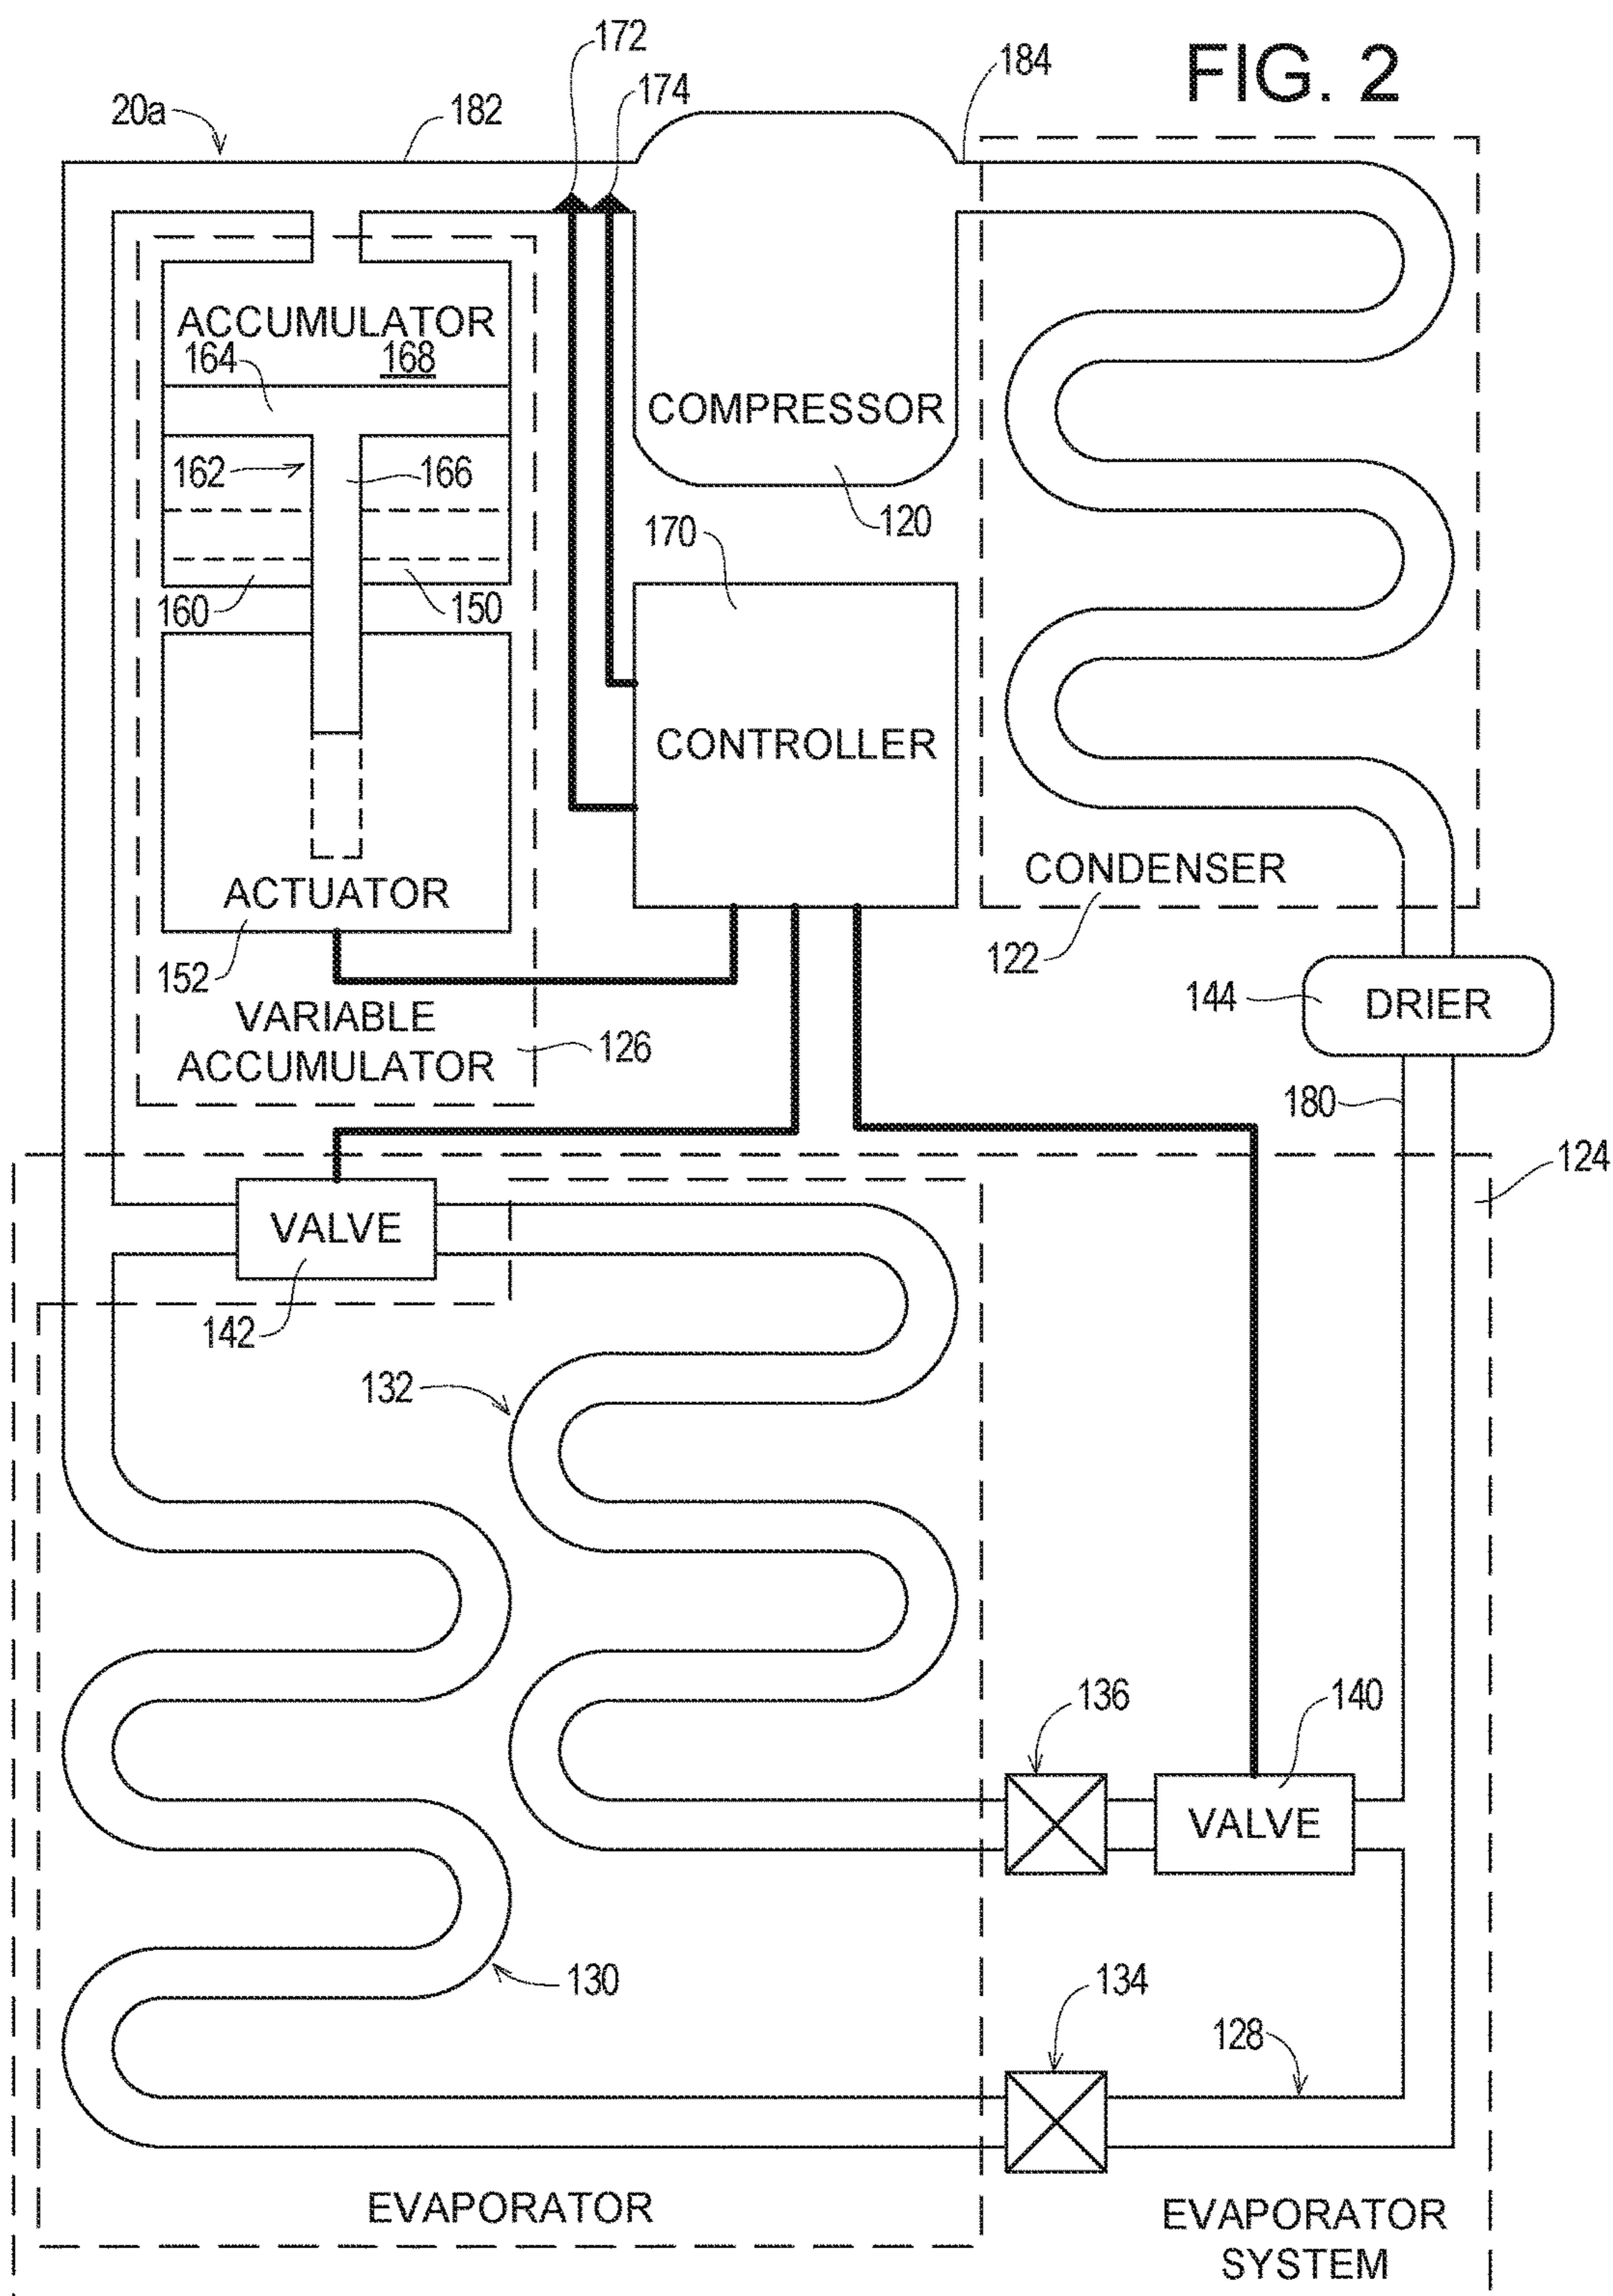 FIG. 2
172
174
184
20a
182
ACCUMULATOR
164
168
COMPRESSOR
162
166
120
170
160
150
CONTROLLER
CONDENSER
ACTUATOR
122
152
144
DRIER
VARIABLE
ACCUMULATOR
126
180
124
VALVE
142
132
136
140
VALVE
130
134
128
EVAPORATOR
EVAPORATOR
SYSTEM